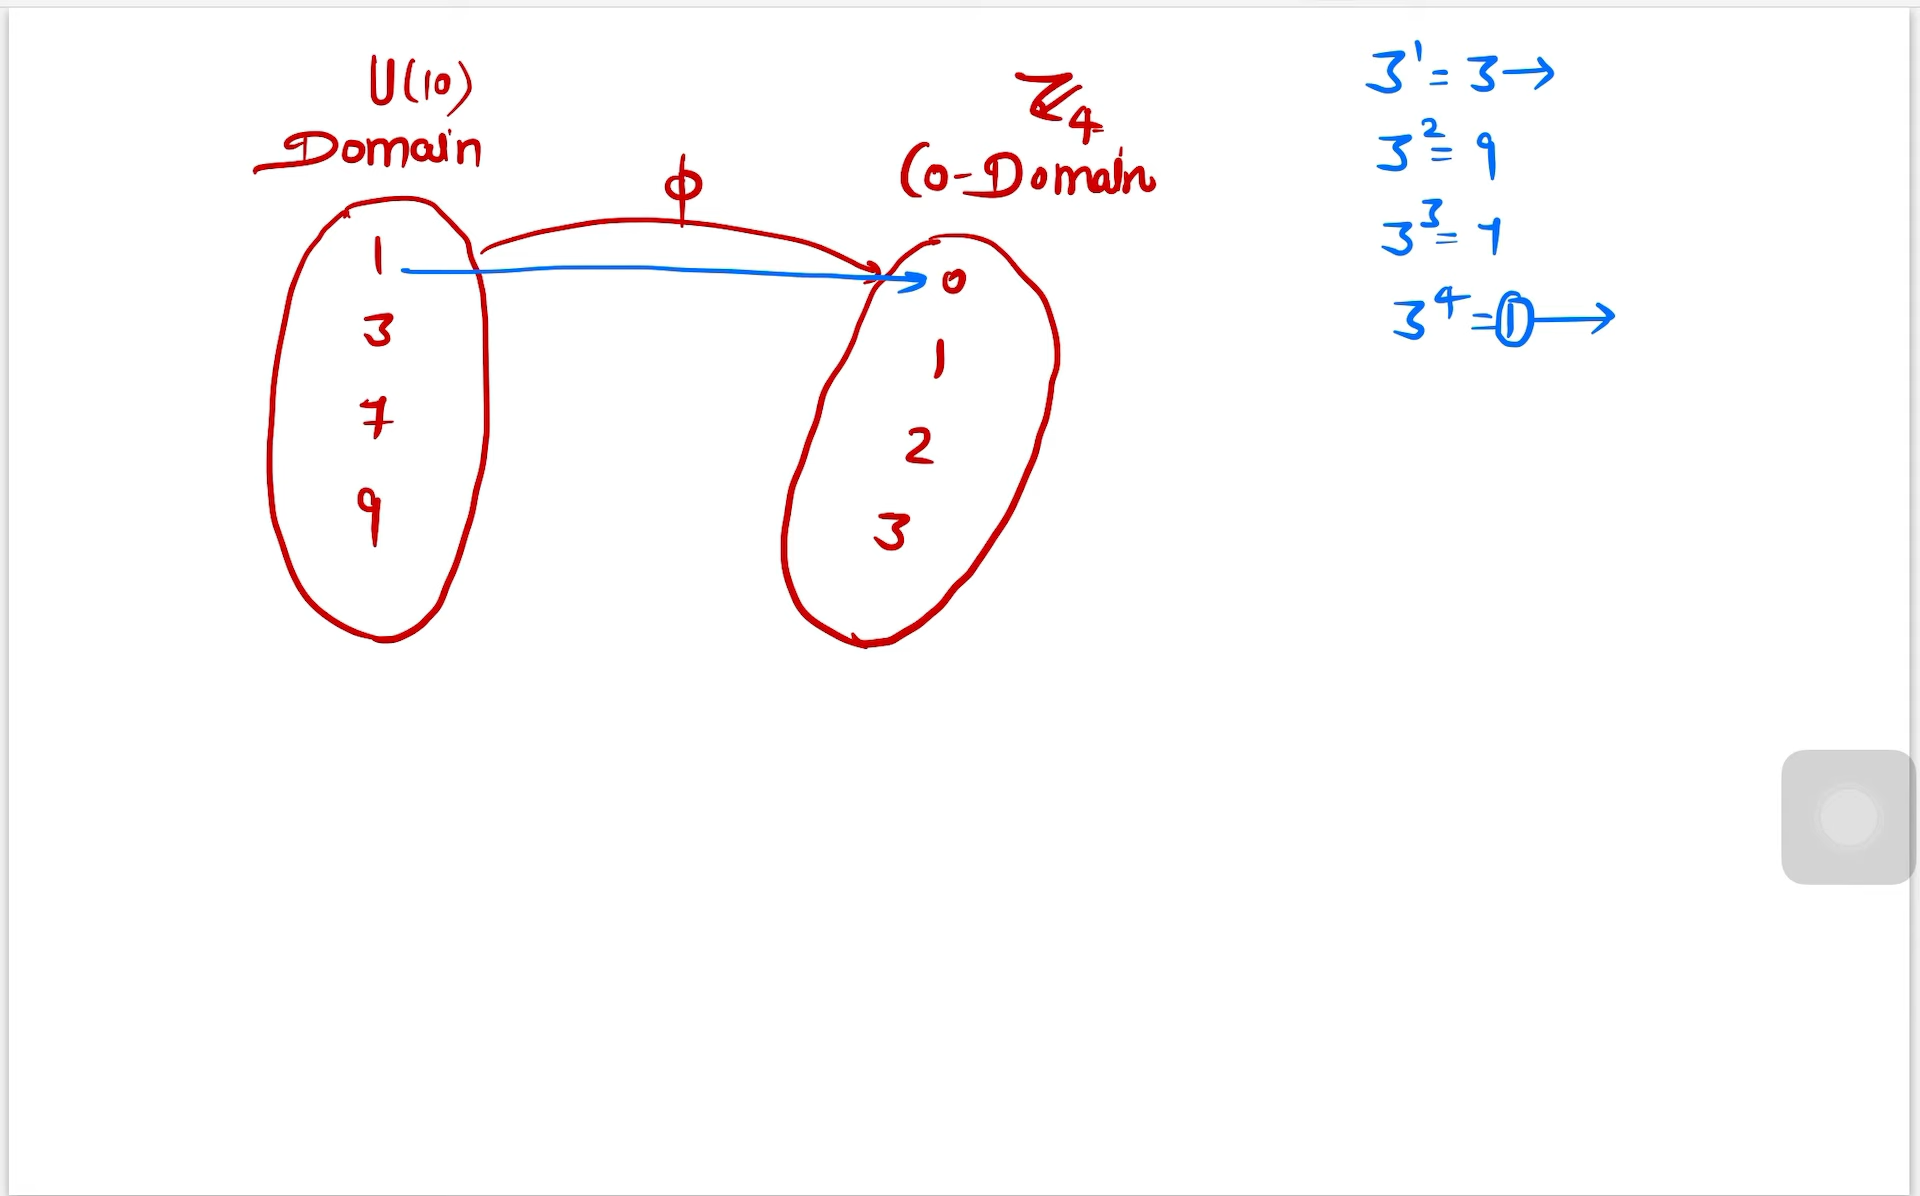 U(10)
Domain
ϕ
ℤ₄
Co-Domain
1
3
7
9
0
1
2
3
3¹ = 3 →
3² = 9
3³ = 7
3⁴ = 1 →